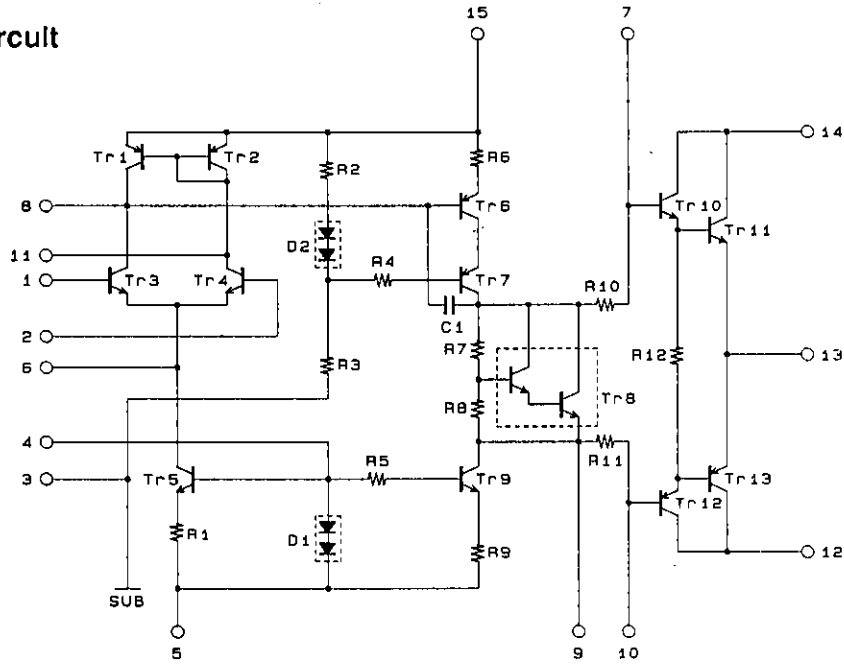 15
7
rcuit
14
Tr1
Tr2
R2
R6
8
Tr6
Tr10
Tr11
11
D2
1
Tr3
Tr4
R4
Tr7
R10
C1
2
R7
R12
13
6
R3
R8
Tr8
4
R5
R11
3
Tr5
Tr9
Tr12
Tr13
R1
D1
R9
12
SUB
5
9
10